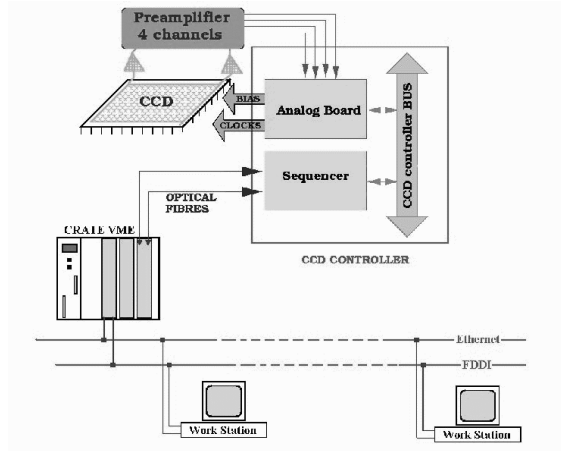 Preamplifier
4 channels
CCD
BIAS
CLOCKS
Analog Board
Sequencer
CCD controller BUS
OPTICAL
FIBRES
CRATE VME
CCD CONTROLLER
Ethernet
FDDI
Work Station
Work Station